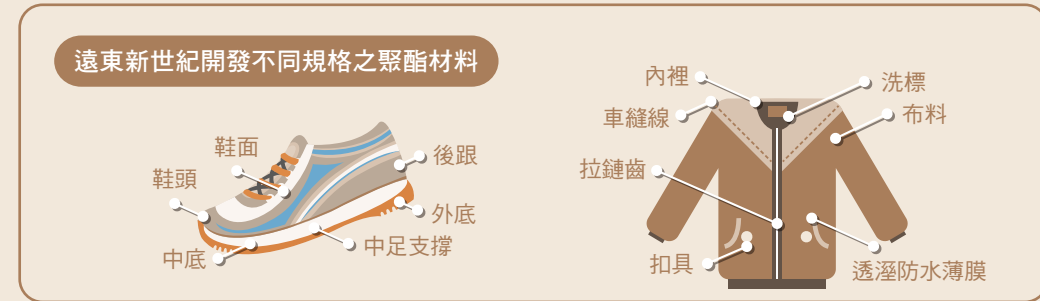 遠東新世紀開發不同規格之聚酯材料
鞋面
鞋頭
後跟
外底
中足支撐
中底
內裡
洗標
車縫線
布料
拉鏈齒
扣具
透溼防水薄膜